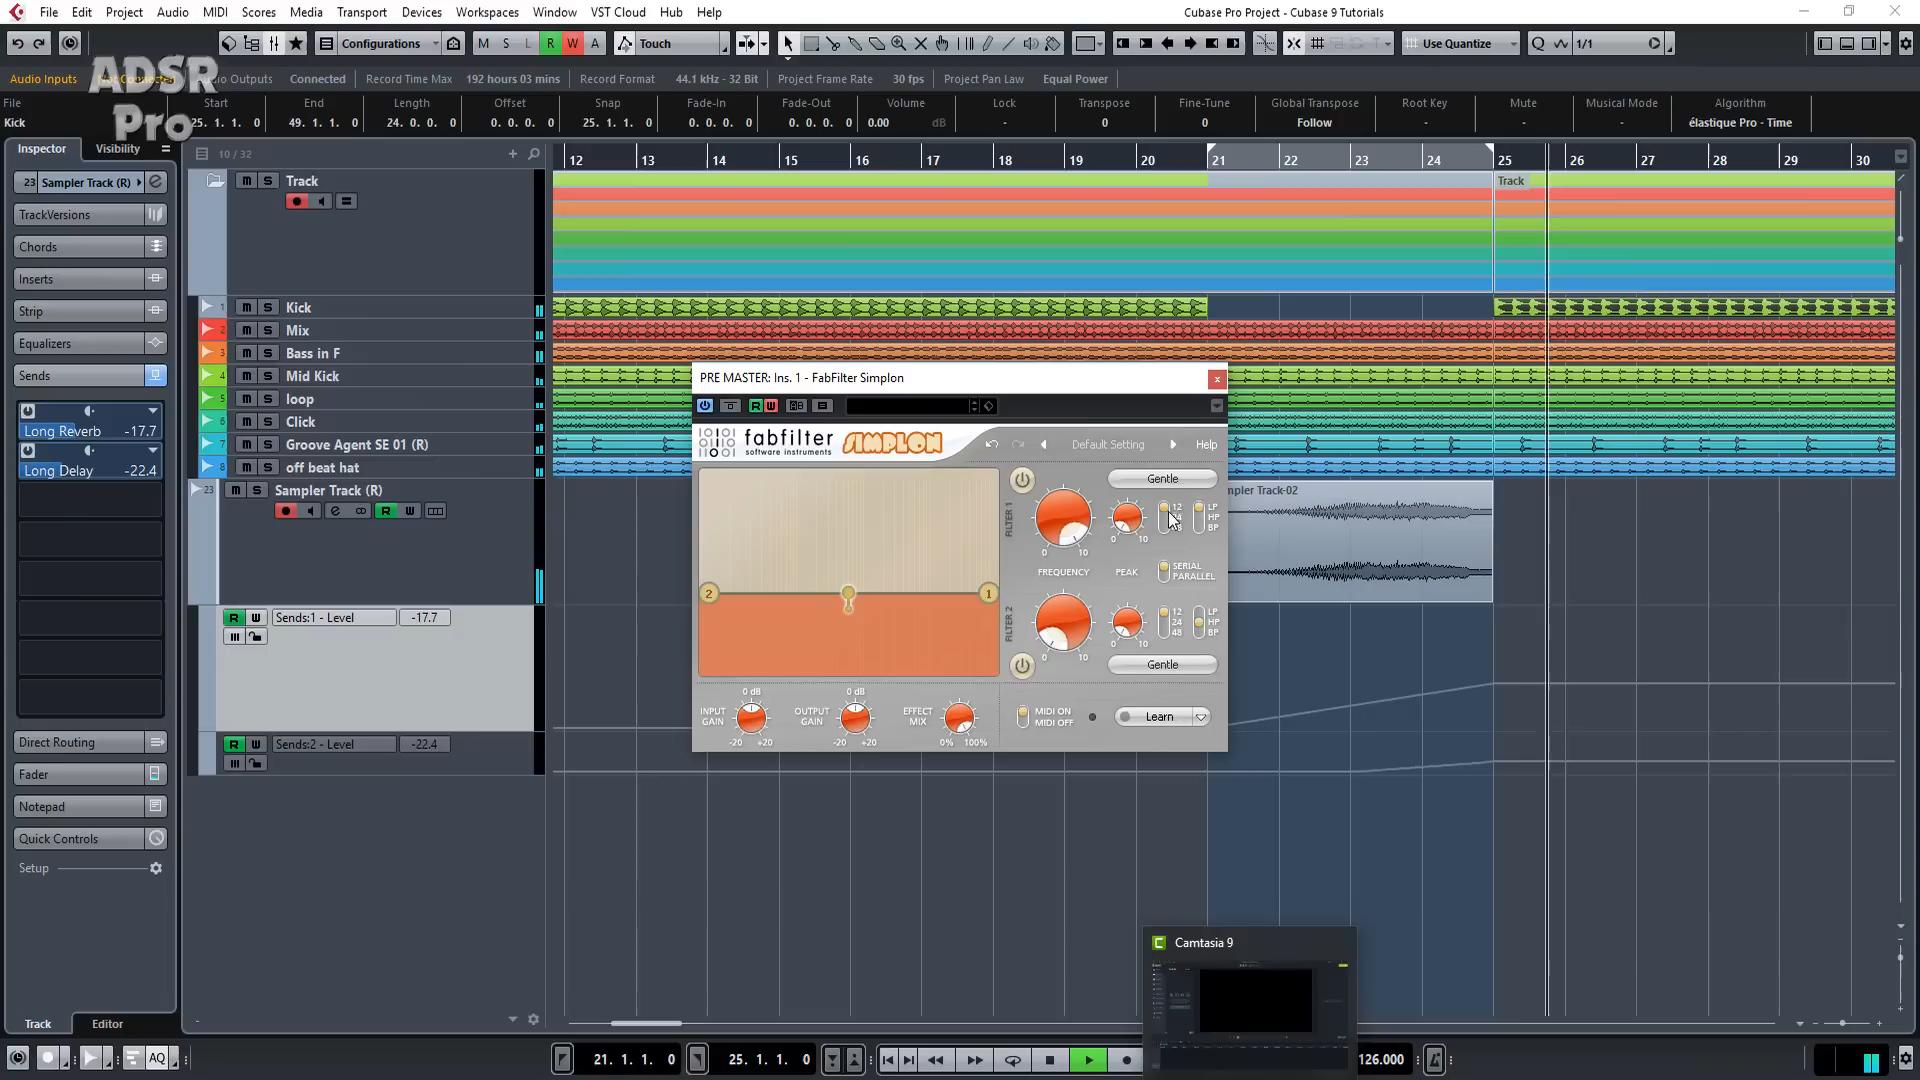 File Edit Project Audio MIDI Scores Media Transport Devices Workspaces Window VST Cloud Hub Help
Cubase Pro Project - Cubase 9 Tutorials
Configurations M S L R W A Touch Use Quantize Q 1/1
Audio Inputs Audio Outputs Connected Record Time Max 192 hours 03 mins Record Format 44.1 kHz - 32 Bit Project Frame Rate 30 fps Project Pan Law Equal Power
ADSR
Pro
File Start End Length Offset Snap Fade-In Fade-Out Volume Lock Transpose Fine-Tune Global Transpose Root Key Mute Musical Mode Algorithm
Kick 25. 1. 1. 0 49. 1. 1. 0 24. 0. 0. 0 0. 0. 0. 0 25. 1. 1. 0 0. 0. 0. 0 0. 0. 0. 0 0.00 dB - 0 0 Follow - - - élastique Pro - Time
Inspector Visibility
10 / 32
12 13 14 15 16 17 18 19 20 21 22 23 24 25 26 27 28 29 30
23 Sampler Track (R)
TrackVersions
Chords
Inserts
Strip
Equalizers
Sends
Long Reverb -17.7
Long Delay -22.4
Direct Routing
Fader
Notepad
Quick Controls
Setup
Track Editor
m S Track
Track
1 m S Kick
2 m S Mix
3 m S Bass in F
4 m S Mid Kick
5 m S loop
6 m S Click
7 m S Groove Agent SE 01 (R)
8 m S off beat hat
23 m S Sampler Track (R)
R W
mpler Track-02
R W Sends:1 - Level -17.7
R W Sends:2 - Level -22.4
PRE MASTER: Ins. 1 - FabFilter Simplon x
R W
fabfilter
software instruments
SIMPLON
Default Setting Help
Gentle
FILTER 1
0 10
0 10
12
LP
HP
BP
FREQUENCY PEAK SERIAL
PARALLEL
2 1
FILTER 2
0 10
0 10
12
24
48
LP
HP
BP
Gentle
0 dB 0 dB
INPUT GAIN OUTPUT GAIN EFFECT MIX
-20 +20 -20 +20 0% 100%
MIDI ON
MIDI OFF
Learn
Camtasia 9
AQ 21. 1. 1. 0 25. 1. 1. 0 126.000